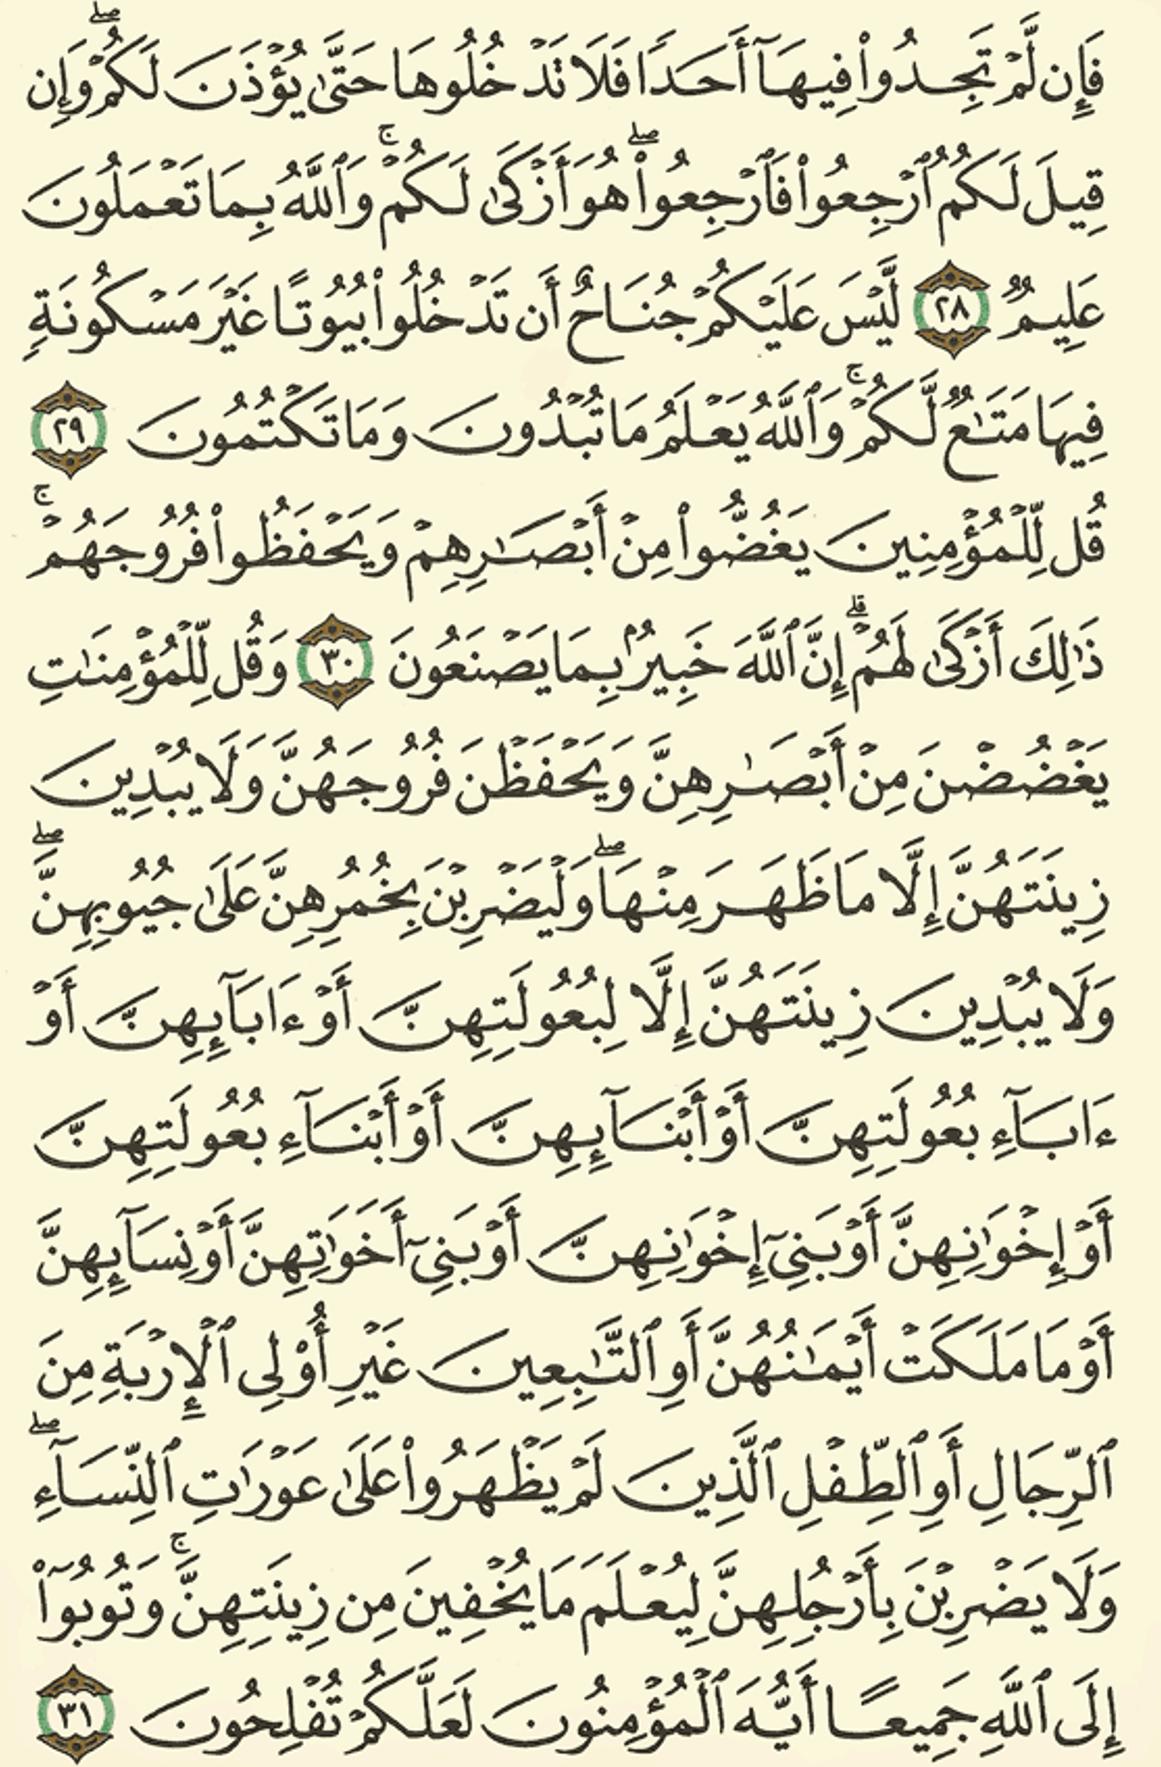 فَإِن لَّمْ تَجِدُوا۟ فِيهَآ أَحَدًا فَلَا تَدْخُلُوهَا حَتَّىٰ يُؤْذَنَ لَكُمْ ۖ وَإِن
قِيلَ لَكُمُ ٱرْجِعُوا۟ فَٱرْجِعُوا۟ ۖ هُوَ أَزْكَىٰ لَكُمْ ۚ وَٱللَّهُ بِمَا تَعْمَلُونَ
عَلِيمٌ ٢٨ لَّيْسَ عَلَيْكُمْ جُنَاحٌ أَن تَدْخُلُوا۟ بُيُوتًا غَيْرَ مَسْكُونَةٍ
فِيهَا مَتَـٰعٌ لَّكُمْ ۚ وَٱللَّهُ يَعْلَمُ مَا تُبْدُونَ وَمَا تَكْتُمُونَ ٢٩
قُل لِّلْمُؤْمِنِينَ يَغُضُّوا۟ مِنْ أَبْصَـٰرِهِمْ وَيَحْفَظُوا۟ فُرُوجَهُمْ ۚ
ذَٰلِكَ أَزْكَىٰ لَهُمْ ۗ إِنَّ ٱللَّهَ خَبِيرٌۢ بِمَا يَصْنَعُونَ ٣٠ وَقُل لِّلْمُؤْمِنَـٰتِ
يَغْضُضْنَ مِنْ أَبْصَـٰرِهِنَّ وَيَحْفَظْنَ فُرُوجَهُنَّ وَلَا يُبْدِينَ
زِينَتَهُنَّ إِلَّا مَا ظَهَرَ مِنْهَا ۖ وَلْيَضْرِبْنَ بِخُمُرِهِنَّ عَلَىٰ جُيُوبِهِنَّ ۖ
وَلَا يُبْدِينَ زِينَتَهُنَّ إِلَّا لِبُعُولَتِهِنَّ أَوْ ءَابَآئِهِنَّ أَوْ
ءَابَآءِ بُعُولَتِهِنَّ أَوْ أَبْنَآئِهِنَّ أَوْ أَبْنَآءِ بُعُولَتِهِنَّ
أَوْ إِخْوَٰنِهِنَّ أَوْ بَنِىٓ إِخْوَٰنِهِنَّ أَوْ بَنِىٓ أَخَوَٰتِهِنَّ أَوْ نِسَآئِهِنَّ
أَوْ مَا مَلَكَتْ أَيْمَـٰنُهُنَّ أَوِ ٱلتَّـٰبِعِينَ غَيْرِ أُو۟لِى ٱلْإِرْبَةِ مِنَ
ٱلرِّجَالِ أَوِ ٱلطِّفْلِ ٱلَّذِينَ لَمْ يَظْهَرُوا۟ عَلَىٰ عَوْرَٰتِ ٱلنِّسَآءِ ۖ
وَلَا يَضْرِبْنَ بِأَرْجُلِهِنَّ لِيُعْلَمَ مَا يُخْفِينَ مِن زِينَتِهِنَّ ۚ وَتُوبُوٓا۟
إِلَى ٱللَّهِ جَمِيعًا أَيُّهَ ٱلْمُؤْمِنُونَ لَعَلَّكُمْ تُفْلِحُونَ ٣١